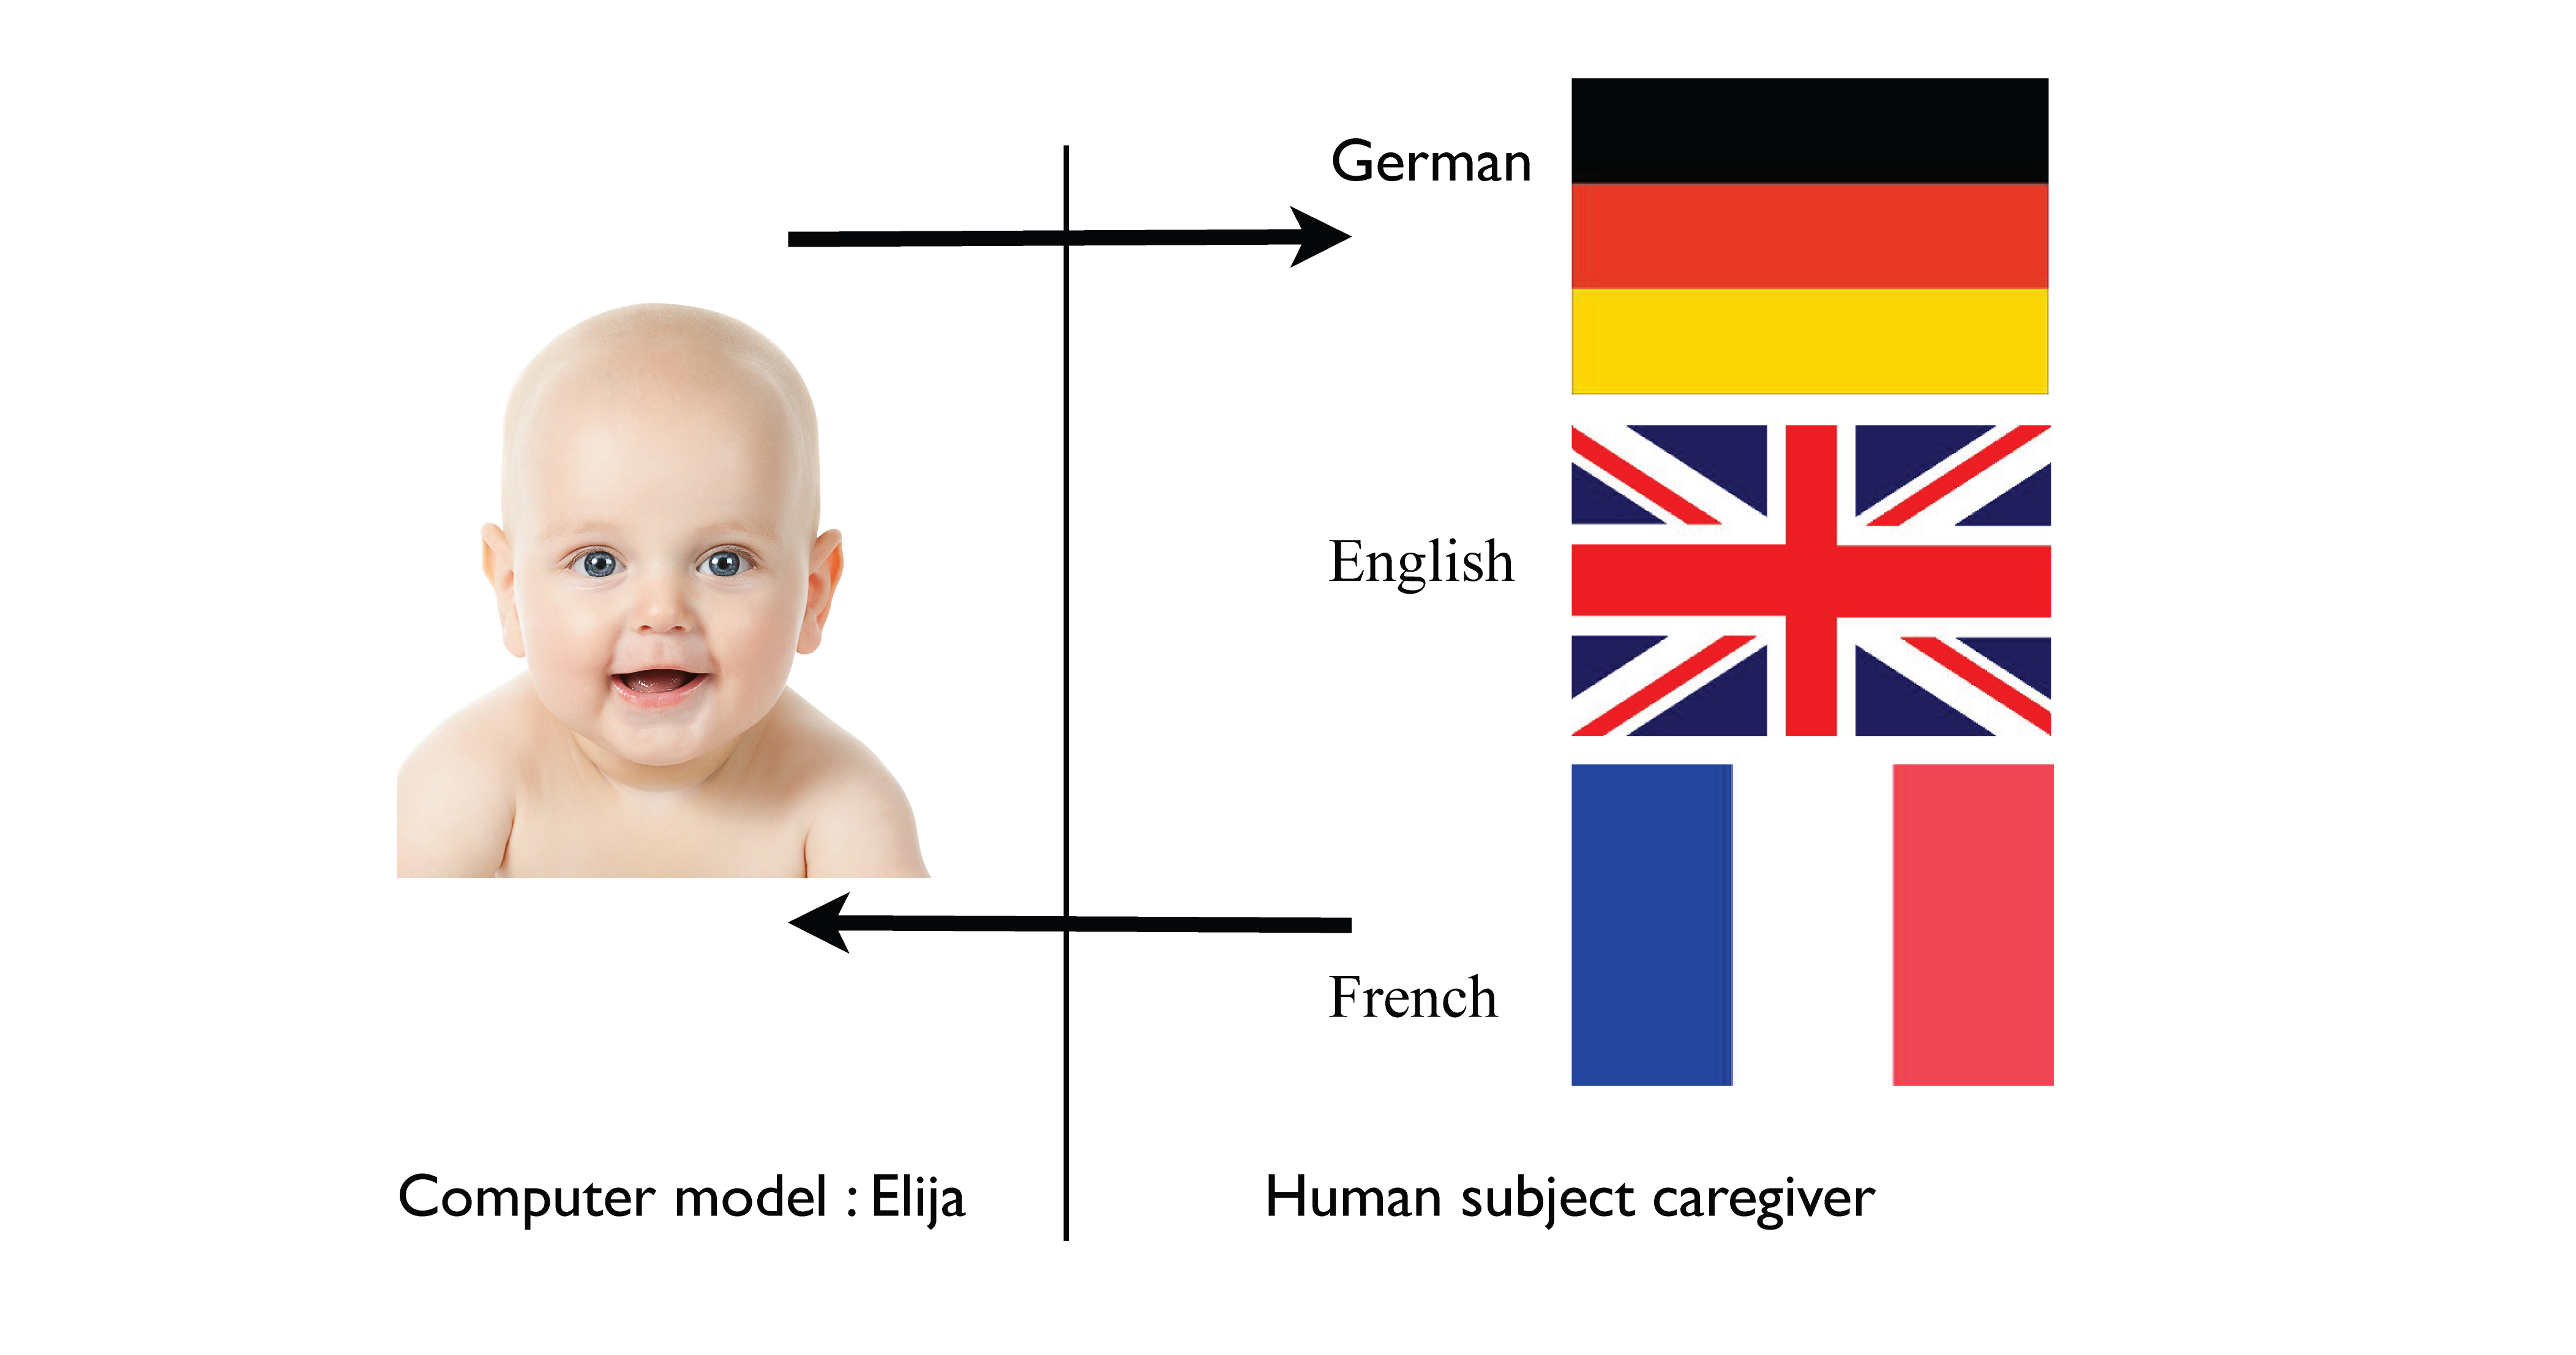 German
English
French
Computer model : Elija
Human subject caregiver